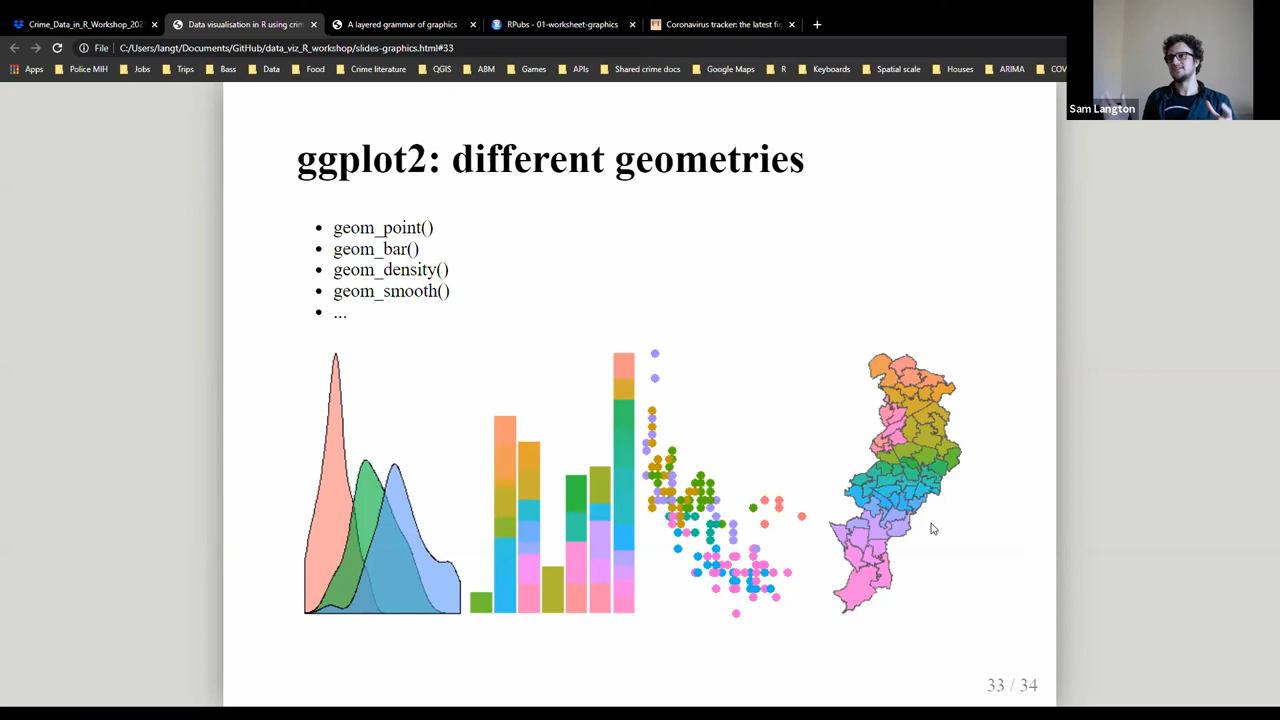 Crime_Data_in_R_Workshop_202
Data visualisation in R using crim
A layered grammar of graphics
RPubs - 01-worksheet-graphics
Coronavirus tracker: the latest fig
File
C:/Users/langt/Documents/GitHub/data_viz_R_workshop/slides-graphics.html#33
Apps
Police MIH
Jobs
Trips
Bass
Data
Food
Crime literature
QGIS
ABM
Games
APIs
Shared crime docs
Google Maps
R
Keyboards
Spatial scale
Houses
ARIMA
COV
Sam Langton
ggplot2: different geometries
• geom_point()
• geom_bar()
• geom_density()
• geom_smooth()
• ...
33 / 34